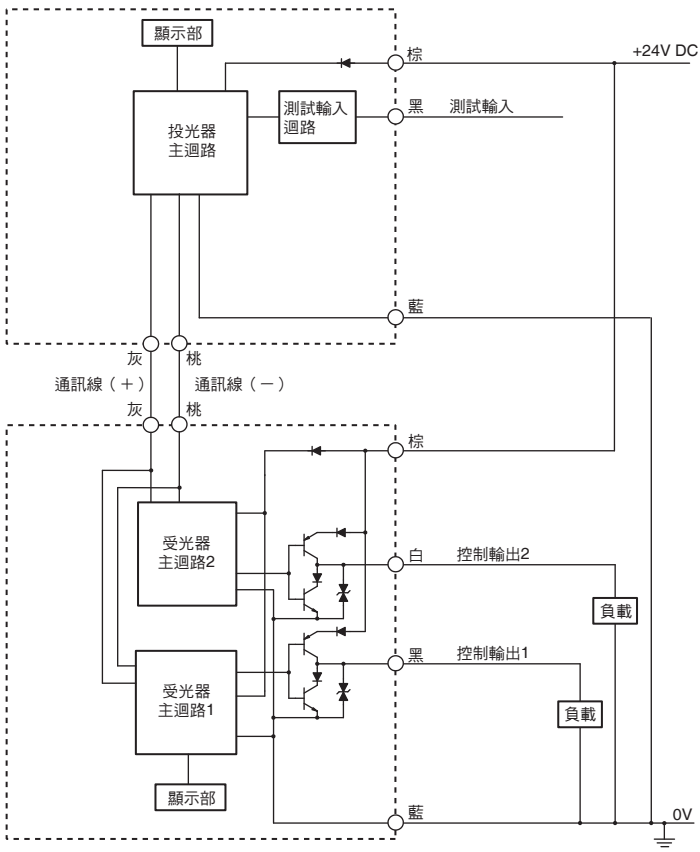 顯示部
棕
+24V DC
投光器
主迴路
測試輸入
迴路
黑
測試輸入
藍
灰
桃
通訊線（＋）
通訊線（－）
灰
桃
棕
受光器
主迴路2
白
控制輸出2
負載
受光器
主迴路1
黑
控制輸出1
負載
顯示部
藍
0V